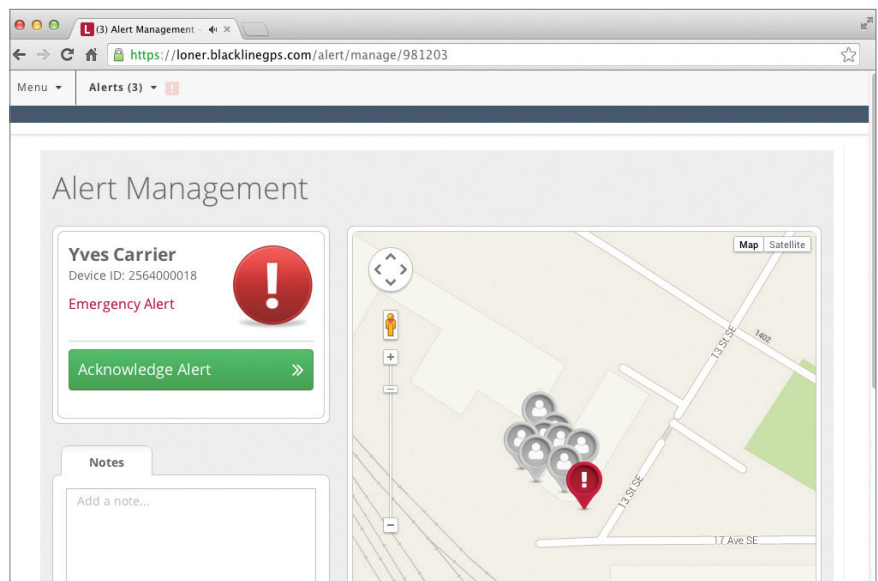 L (3) Alert Management -
https://loner.blacklinegps.com/alert/manage/981203
Menu
Alerts (3)
!
Alert Management
Yves Carrier
Device ID: 2564000018
Emergency Alert
!
Acknowledge Alert
Notes
Add a note...
Map Satellite
13 St SE
1402
!
13 St SE
17 Ave SE